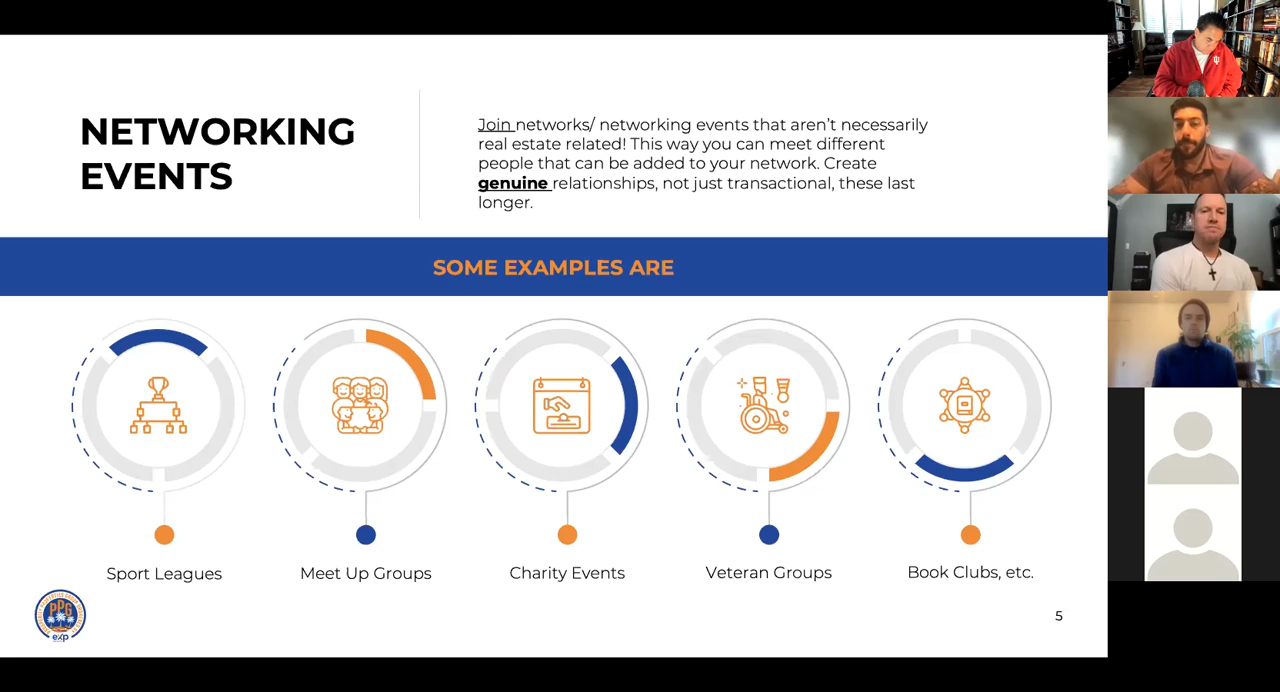 NETWORKING
EVENTS
Join networks/ networking events that aren't necessarily
real estate related! This way you can meet different
people that can be added to your network. Create
genuine relationships, not just transactional, these last
longer.
SOME EXAMPLES ARE
Sport Leagues
Meet Up Groups
Charity Events
Veteran Groups
Book Clubs, etc.
PPG
exp
5